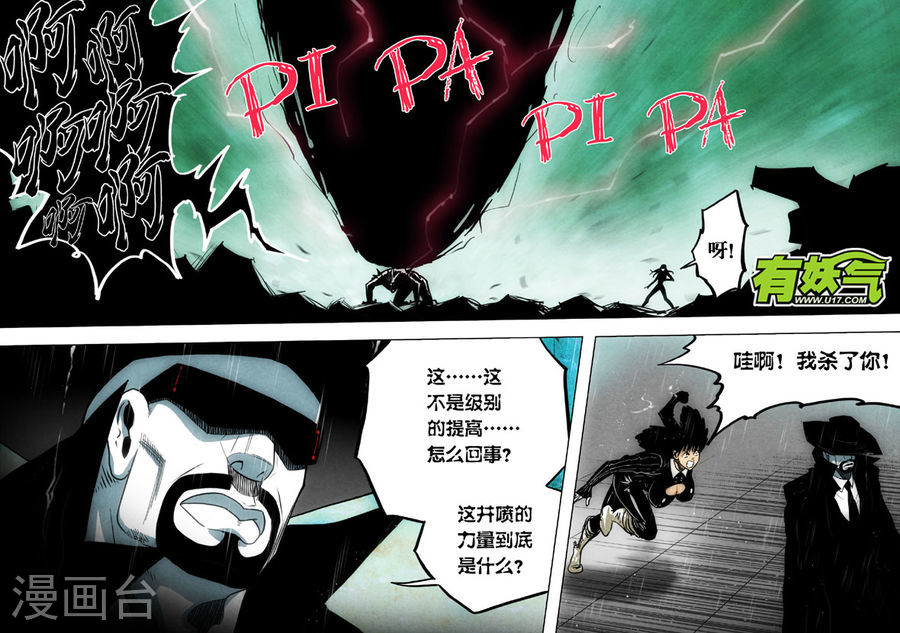 啊啊
啊啊
啊啊
PI PA
PI PA
呀！
有妖气
WWW.U17.COM
这……这
不是级别
的提高……
怎么回事？
这井喷的
力量到底
是什么？
哇啊！我杀了你！
漫画台